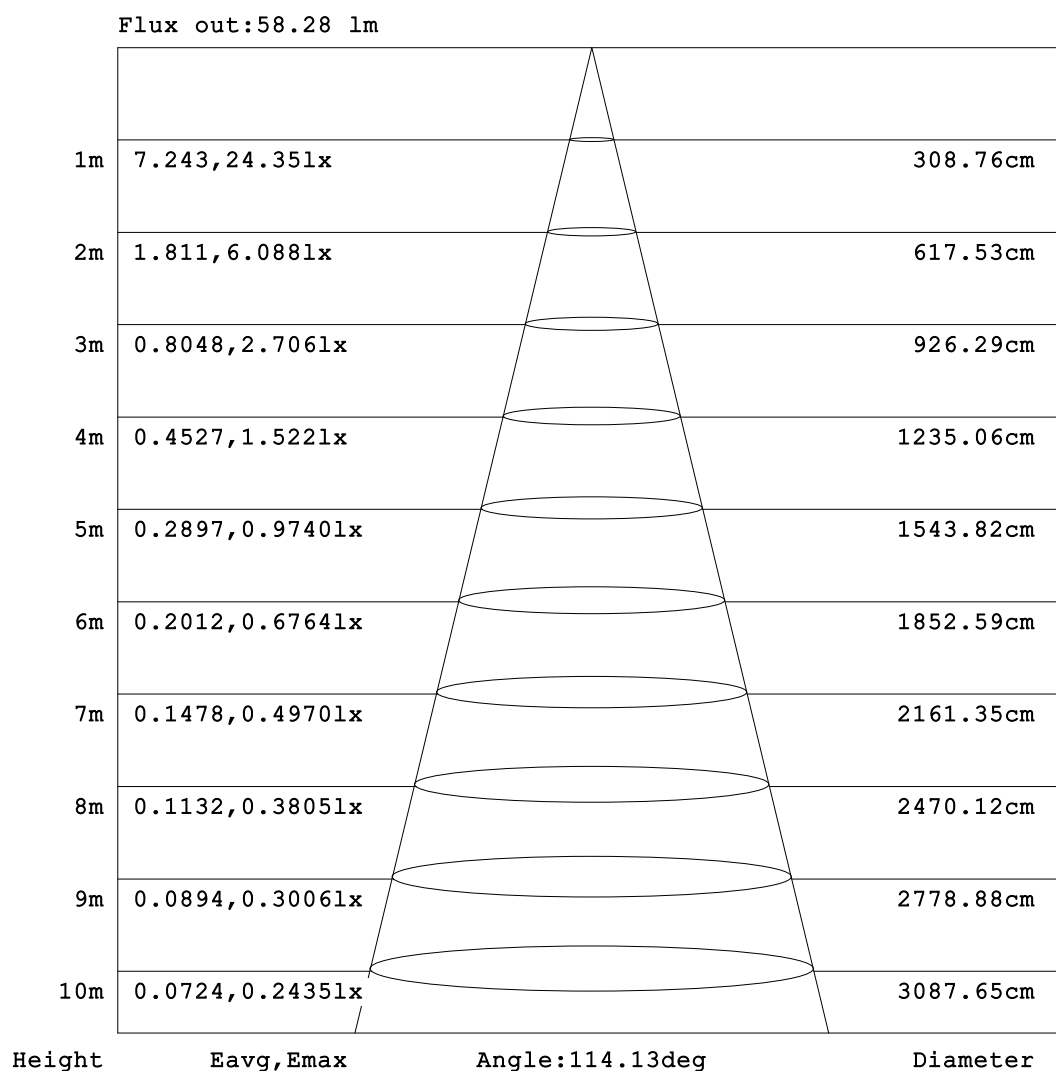 Flux out:58.28 lm
1m 7.243,24.35lx 308.76cm
2m 1.811,6.088lx 617.53cm
3m 0.8048,2.706lx 926.29cm
4m 0.4527,1.522lx 1235.06cm
5m 0.2897,0.9740lx 1543.82cm
6m 0.2012,0.6764lx 1852.59cm
7m 0.1478,0.4970lx 2161.35cm
8m 0.1132,0.3805lx 2470.12cm
9m 0.0894,0.3006lx 2778.88cm
10m 0.0724,0.2435lx 3087.65cm
Height Eavg,Emax Angle:114.13deg Diameter